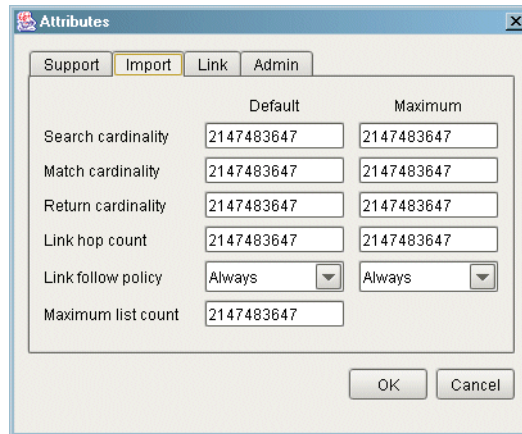 Attributes
Support Import Link Admin
Default Maximum
Search cardinality 2147483647 2147483647
Match cardinality 2147483647 2147483647
Return cardinality 2147483647 2147483647
Link hop count 2147483647 2147483647
Link follow policy Always Always
Maximum list count 2147483647
OK Cancel